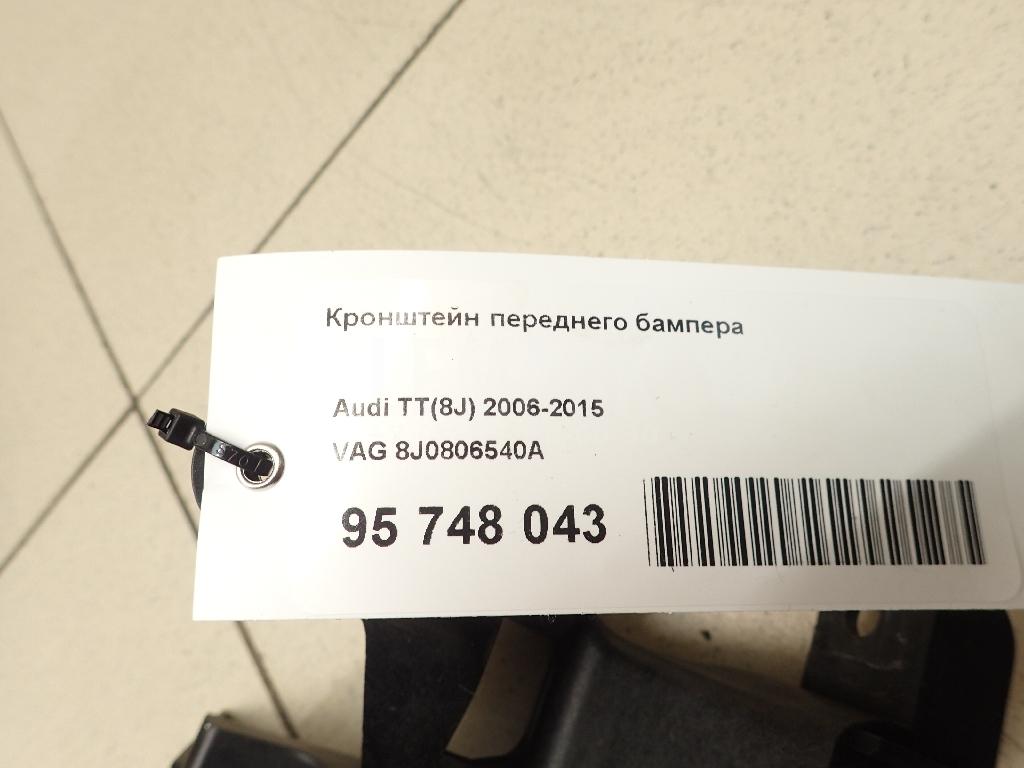 Кронштейн переднего бампера
Audi TT(8J) 2006-2015
VAG 8J0806540A
95 748 043